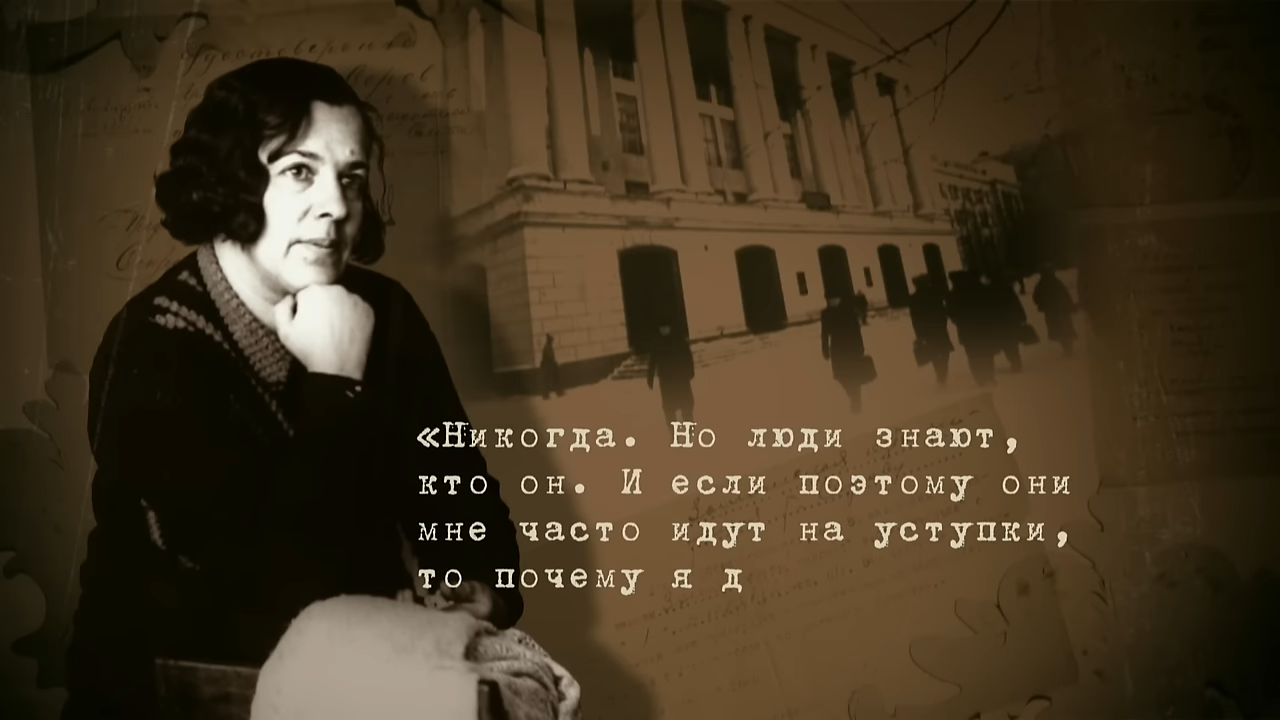 «Никогда. Но люди знают,
кто он. И если поэтому они
мне часто идут на уступки,
то почему я д